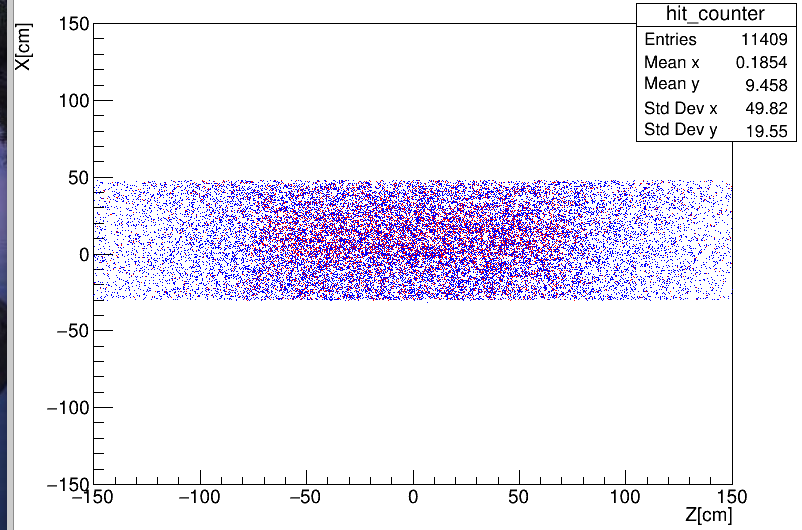 hit_counter
Entries 11409
Mean x 0.1854
Mean y 9.458
Std Dev x 49.82
Std Dev y 19.55
X[cm]
150
100
50
0
−50
−100
−150
−150 −100 −50 0 50 100 150
Z[cm]